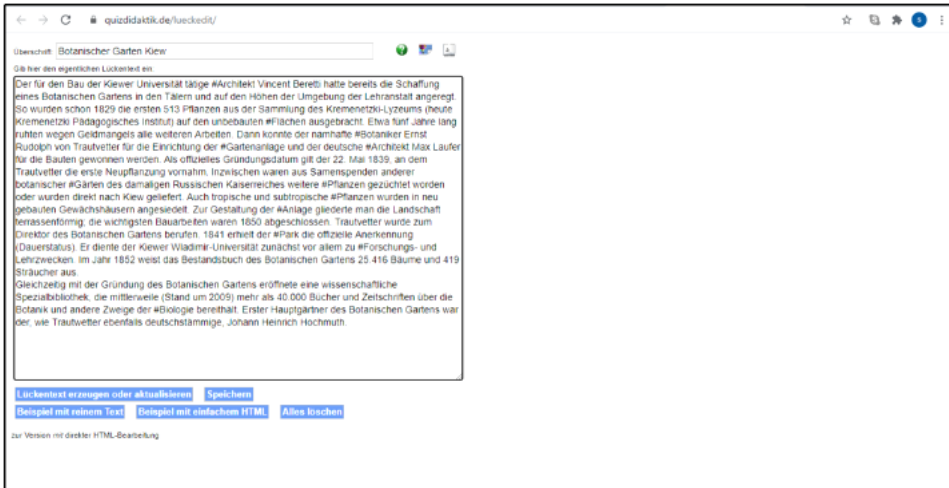 quizdidaktik.de/lueckedit/
S
Überschrift: Botanischer Garten Kiew
Gib hier den eigentlichen Lückentext ein:
Der für den Bau der Kiewer Universität tätige #Architekt Vincent Beretti hatte bereits die Schaffung
eines Botanischen Gartens in den Tälern und auf den Höhen der Umgebung der Lehranstalt angeregt.
So wurden schon 1829 die ersten 513 Pflanzen aus der Sammlung des Kremenetzki-Lyzeums (heute
Kremenetzki Pädagogisches Institut) auf den unbebauten #Flächen ausgebracht. Etwa fünf Jahre lang
ruhten wegen Geldmangels alle weiteren Arbeiten. Dann konnte der namhafte #Botaniker Ernst
Rudolph von Trautvetter für die Einrichtung der #Gartenanlage und der deutsche #Architekt Max Laufer
für die Bauten gewonnen werden. Als offizielles Gründungsdatum gilt der 22. Mai 1839, an dem
Trautvetter die erste Neupflanzung vornahm. Inzwischen waren aus Samenspenden anderer
botanischer #Gärten des damaligen Russischen Kaiserreiches weitere #Pflanzen gezüchtet worden
oder wurden direkt nach Kiew geliefert. Auch tropische und subtropische #Pflanzen wurden in neu
gebauten Gewächshäusern angesiedelt. Zur Gestaltung der #Anlage gliederte man die Landschaft
terrassenförmig; die wichtigsten Bauarbeiten waren 1850 abgeschlossen. Trautvetter wurde zum
Direktor des Botanischen Gartens berufen. 1841 erhielt der #Park die offizielle Anerkennung
(Dauerstatus). Er diente der Kiewer Wladimir-Universität zunächst vor allem zu #Forschungs- und
Lehrzwecken. Im Jahr 1852 weist das Bestandsbuch des Botanischen Gartens 25.416 Bäume und 419
Sträucher aus.
Gleichzeitig mit der Gründung des Botanischen Gartens eröffnete eine wissenschaftliche
Spezialbibliothek, die mittlerweile (Stand um 2009) mehr als 40.000 Bücher und Zeitschriften über die
Botanik und andere Zweige der #Biologie bereithält. Erster Hauptgärtner des Botanischen Gartens war
der, wie Trautwetter ebenfalls deutschstämmige, Johann Heinrich Hochmuth.
Lückentext erzeugen oder aktualisieren Speichern
Beispiel mit reinem Text Beispiel mit einfachem HTML Alles löschen
zur Version mit direkter HTML-Bearbeitung